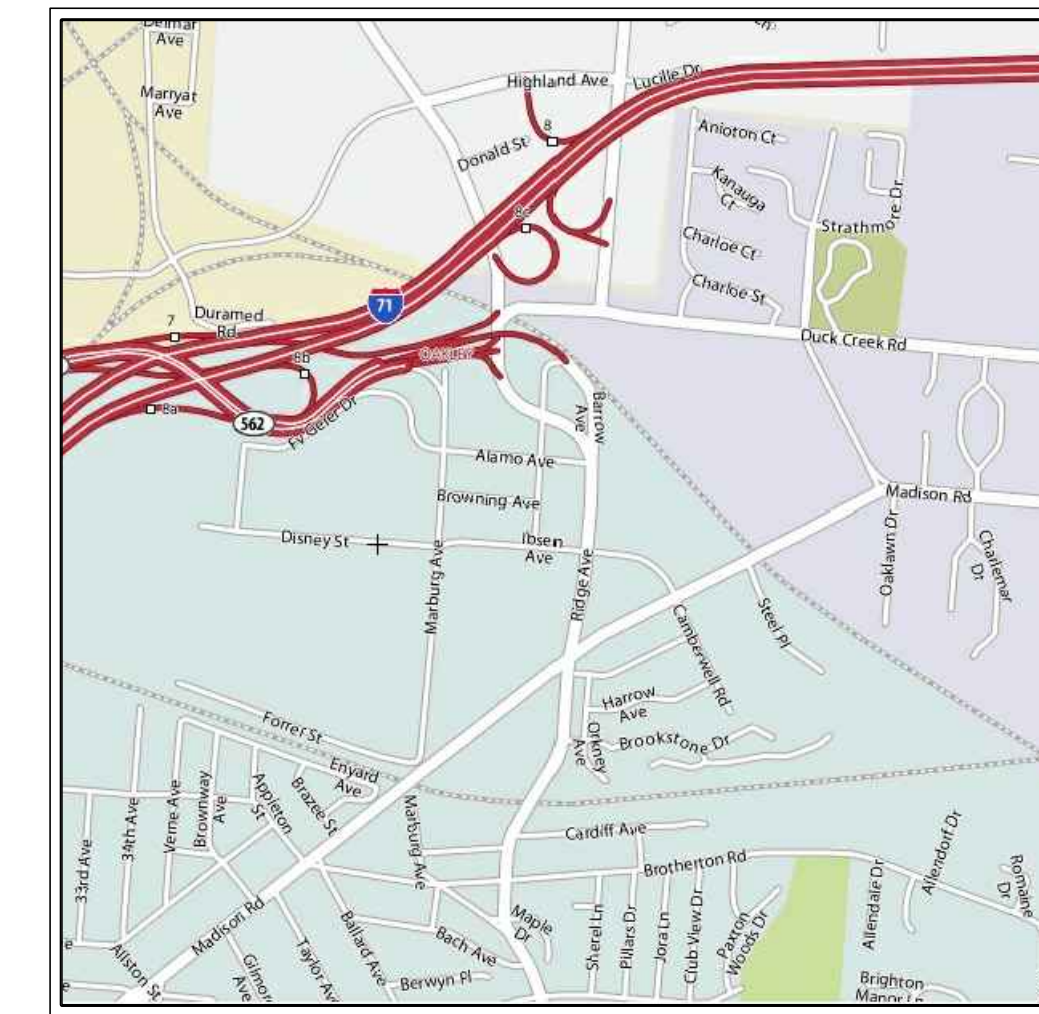 Delmar
Ave
Marryat
Ave
Highland Ave
Lucille Dr
8
Donald St
Anioton Ct
Kanauga
Ct
Strathmore Dr
8c
Charloe Ct
Charloe St
71
Duramed
Rd
7
Duck Creek Rd
OAKLEY
8b
8a
562
Fv Geier Dr
Barrow
Ave
Alamo Ave
Browning Ave
Madison Rd
Disney St
Ibsen
Ave
Marburg Ave
Ridge Ave
Oaklawn Dr
Charlemar
Dr
Steel Pl
Camberwell Rd
Harrow
Ave
Orkney
Ave
Brookstone Dr
Forrer St
Enyard
Ave
Brazee St
Appleton
St
Brownway
Ave
Verne Ave
34th Ave
33rd Ave
Marburg Ave
Cardiff Ave
Brotherton Rd
Allendorf Dr
Allendale Dr
Romaine
Dr
Madison Rd
Maple
Dr
Bach Ave
Sherel Ln
Pillars Dr
Jora Ln
Club View Dr
Paxton
Woods Dr
Allston St
Gilmore
Ave
Taylor Ave
Ballard Ave
Berwyn Pl
Brighton
Manor Ln